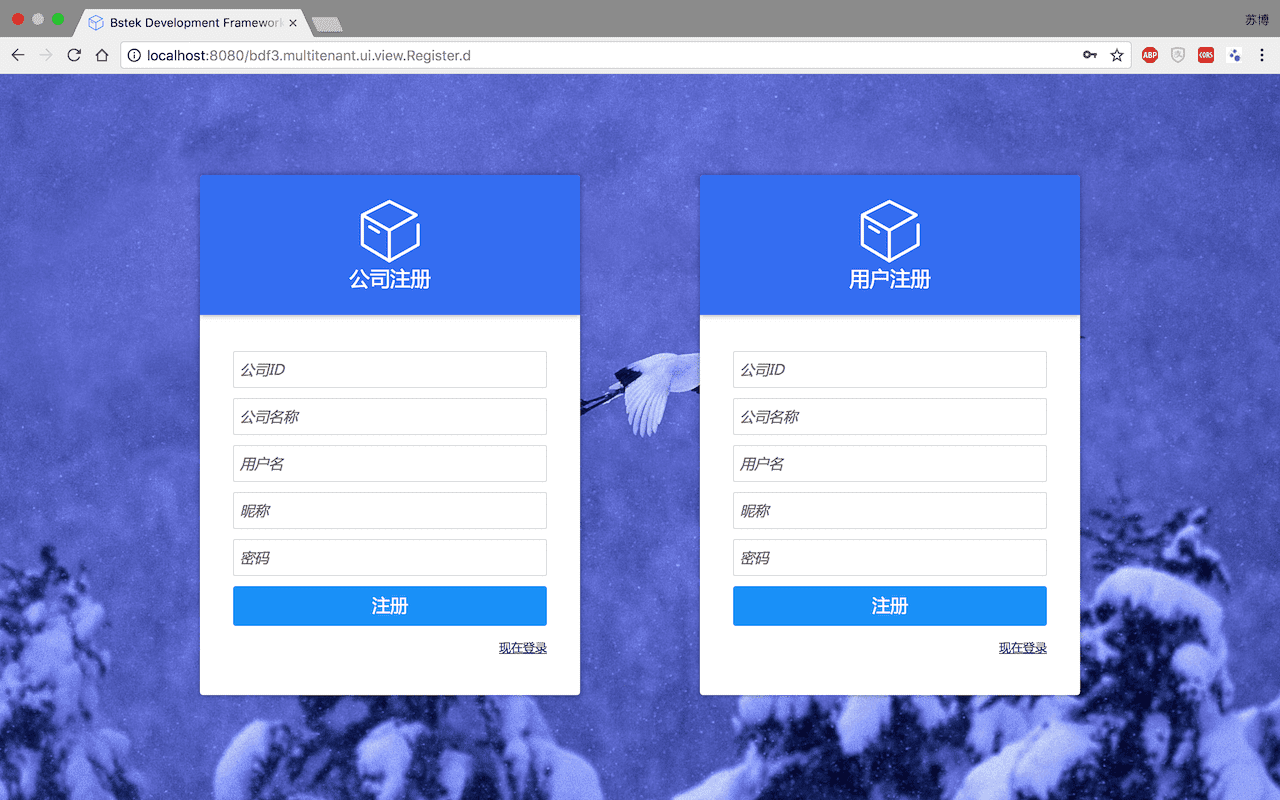 Bstek Development Framework
苏博
localhost:8080/bdf3.multitenant.ui.view.Register.d
ABP
CORS
公司注册
公司ID
公司名称
用户名
昵称
密码
注册
现在登录
用户注册
公司ID
公司名称
用户名
昵称
密码
注册
现在登录